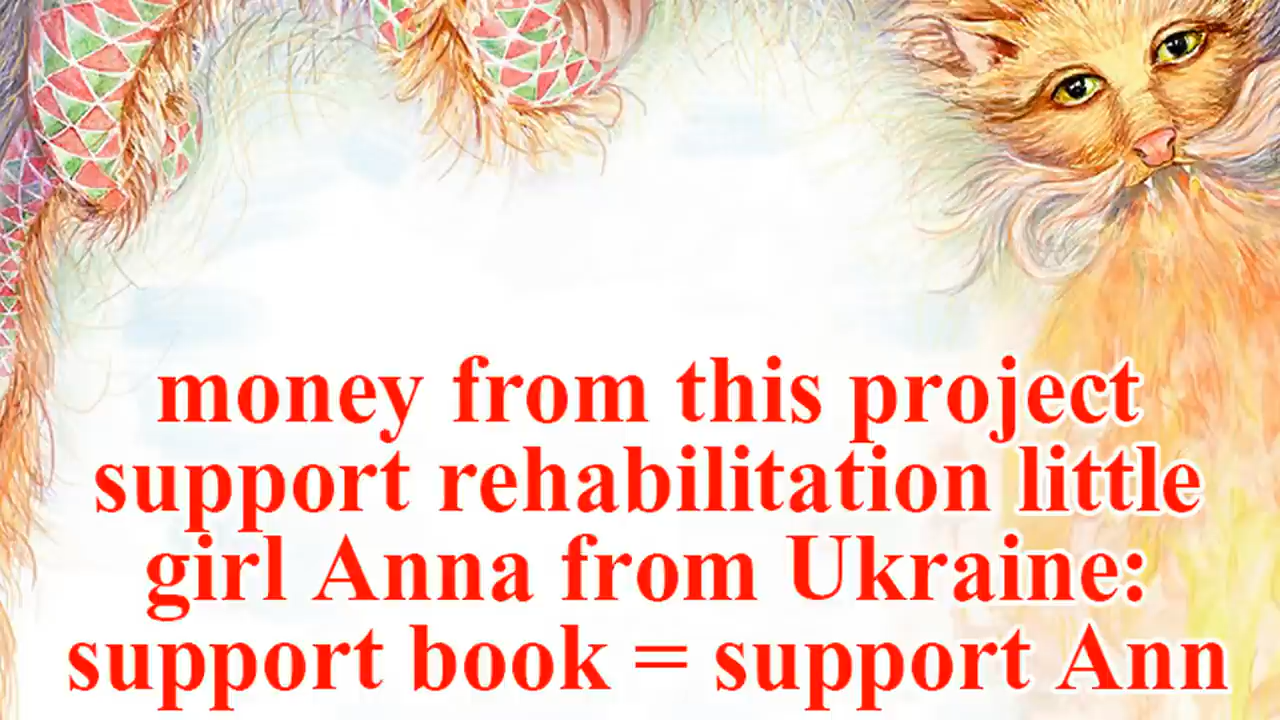 money from this project
support rehabilitation little
girl Anna from Ukraine:
support book = support Ann